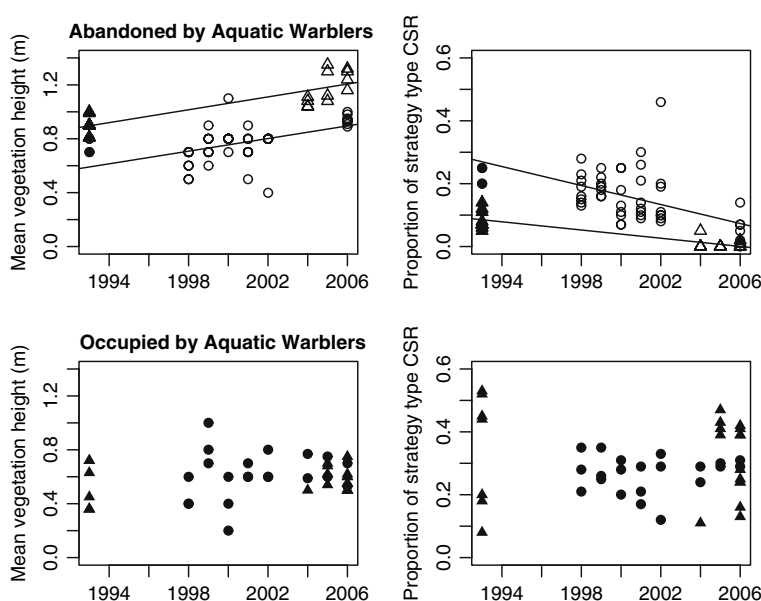 Abandoned by Aquatic Warblers
Mean vegetation height (m)
0.0 0.4 0.8 1.2
1994 1998 2002 2006
Proportion of strategy type CSR
0.0 0.2 0.4 0.6
1994 1998 2002 2006
Occupied by Aquatic Warblers
Mean vegetation height (m)
0.0 0.4 0.8 1.2
1994 1998 2002 2006
Proportion of strategy type CSR
0.0 0.2 0.4 0.6
1994 1998 2002 2006